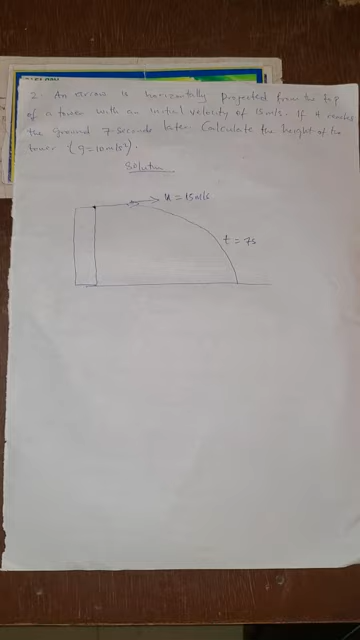 2. An arrow is horizontally projected from the top
of a tower with an initial velocity of 15m/s. If it reaches
the ground 7 seconds later. Calculate the height of the
tower (g=10m/s²).
Solution
u = 15m/s
t = 7s